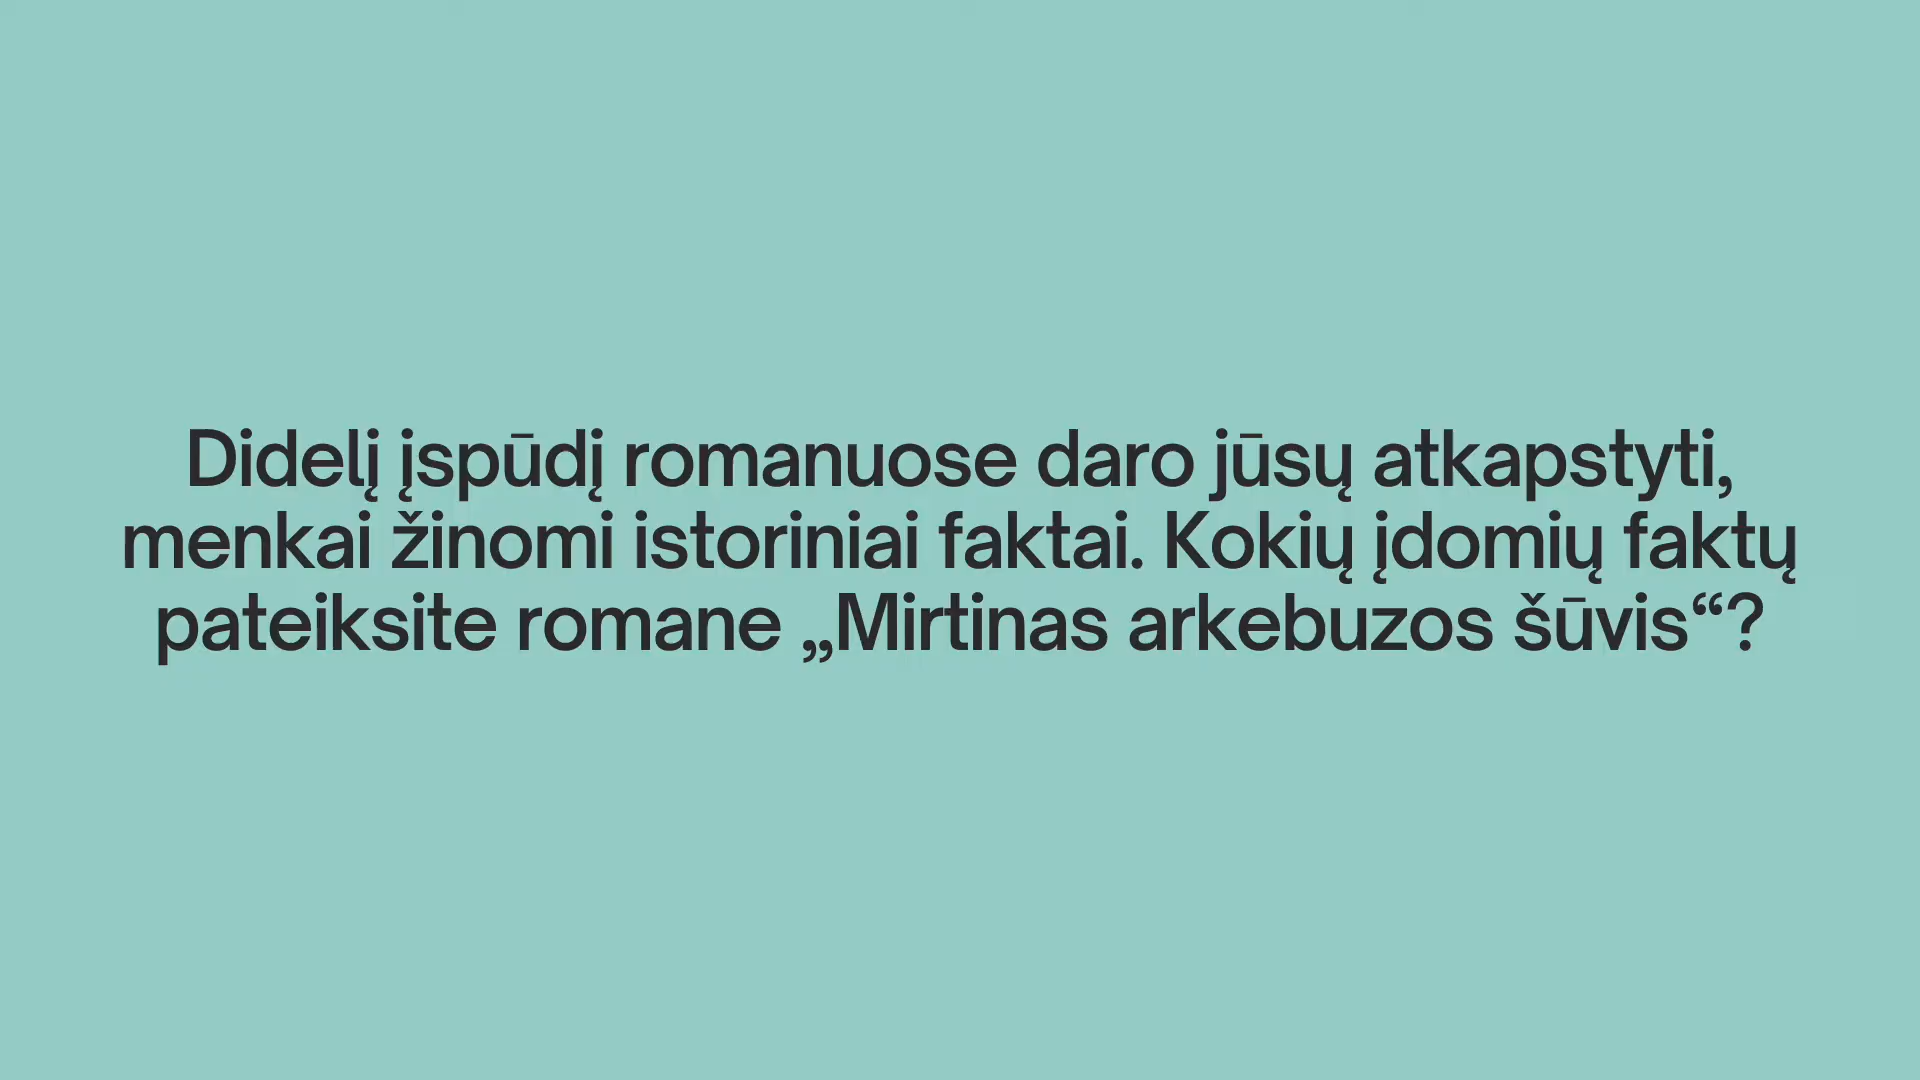 Didelį įspūdį romanuose daro jūsų atkapstyti,
menkai žinomi istoriniai faktai. Kokių įdomių faktų
pateiksite romane „Mirtinas arkebuzos šūvis“?